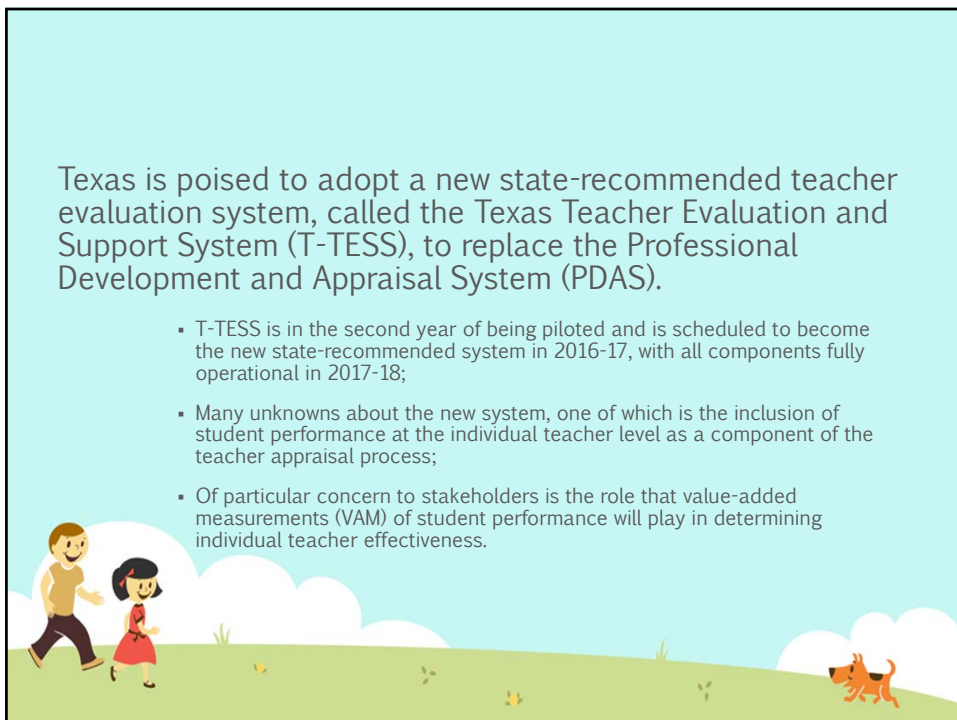 Texas is poised to adopt a new state-recommended teacher
evaluation system, called the Texas Teacher Evaluation and
Support System (T-TESS), to replace the Professional
Development and Appraisal System (PDAS).
▪ T-TESS is in the second year of being piloted and is scheduled to become
the new state-recommended system in 2016-17, with all components fully
operational in 2017-18;
▪ Many unknowns about the new system, one of which is the inclusion of
student performance at the individual teacher level as a component of the
teacher appraisal process;
▪ Of particular concern to stakeholders is the role that value-added
measurements (VAM) of student performance will play in determining
individual teacher effectiveness.